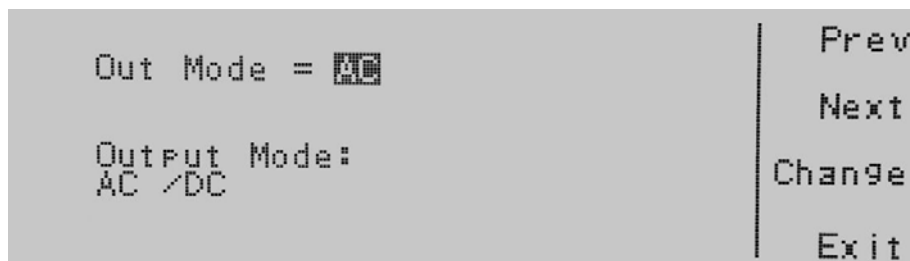 Out Mode = AC
Output Mode:
AC /DC
Prev
Next
Change
Exit